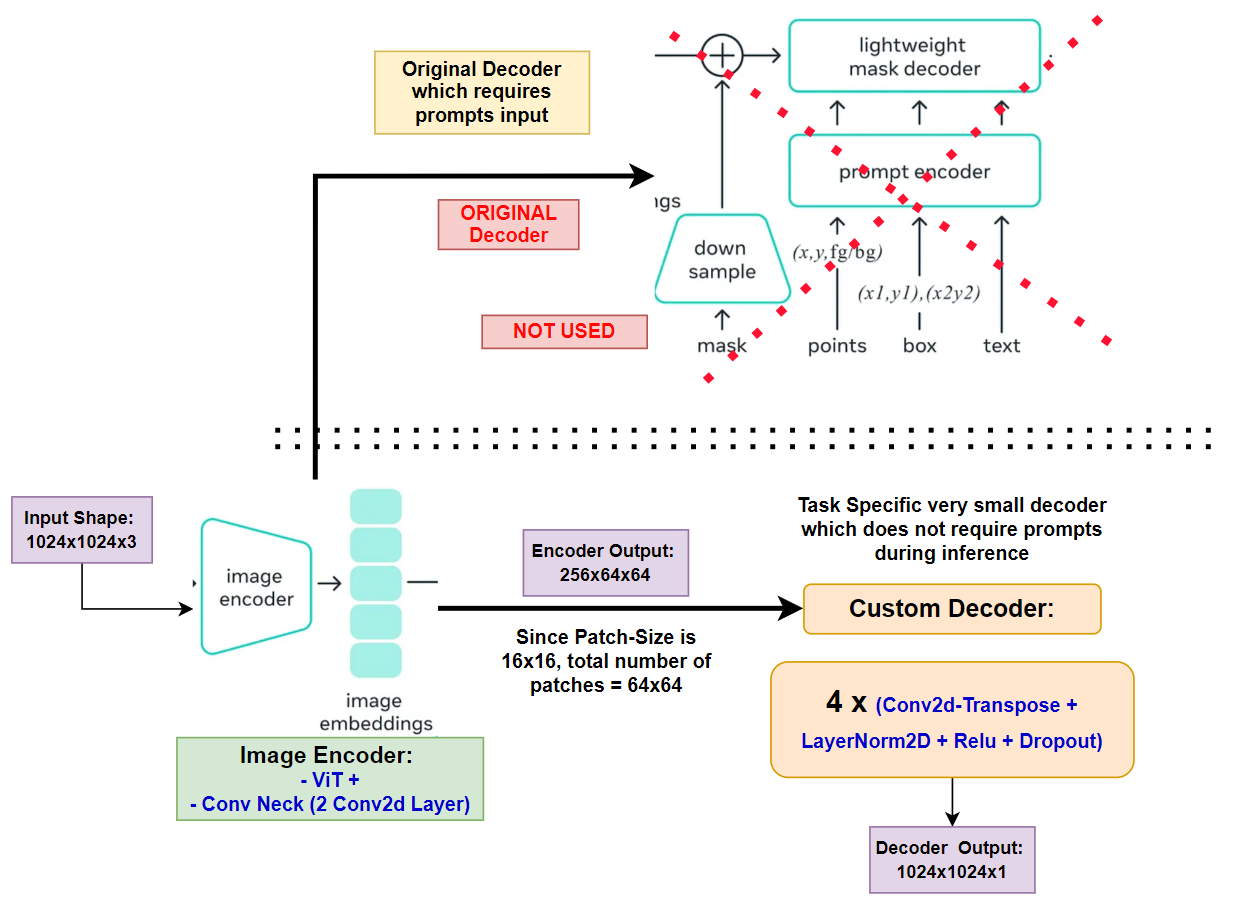 Original Decoder
which requires
prompts input
lightweight
mask decoder
prompt encoder
ORIGINAL
Decoder
ngs
down
sample
(x,y,fg/bg)
(x1,y1),(x2y2)
NOT USED
mask
points
box
text
Input Shape:
1024x1024x3
image
encoder
image
embeddings
Image Encoder:
- ViT +
- Conv Neck (2 Conv2d Layer)
Encoder Output:
256x64x64
Since Patch-Size is
16x16, total number of
patches = 64x64
Task Specific very small decoder
which does not require prompts
during inference
Custom Decoder:
4 x (Conv2d-Transpose +
LayerNorm2D + Relu + Dropout)
Decoder Output:
1024x1024x1